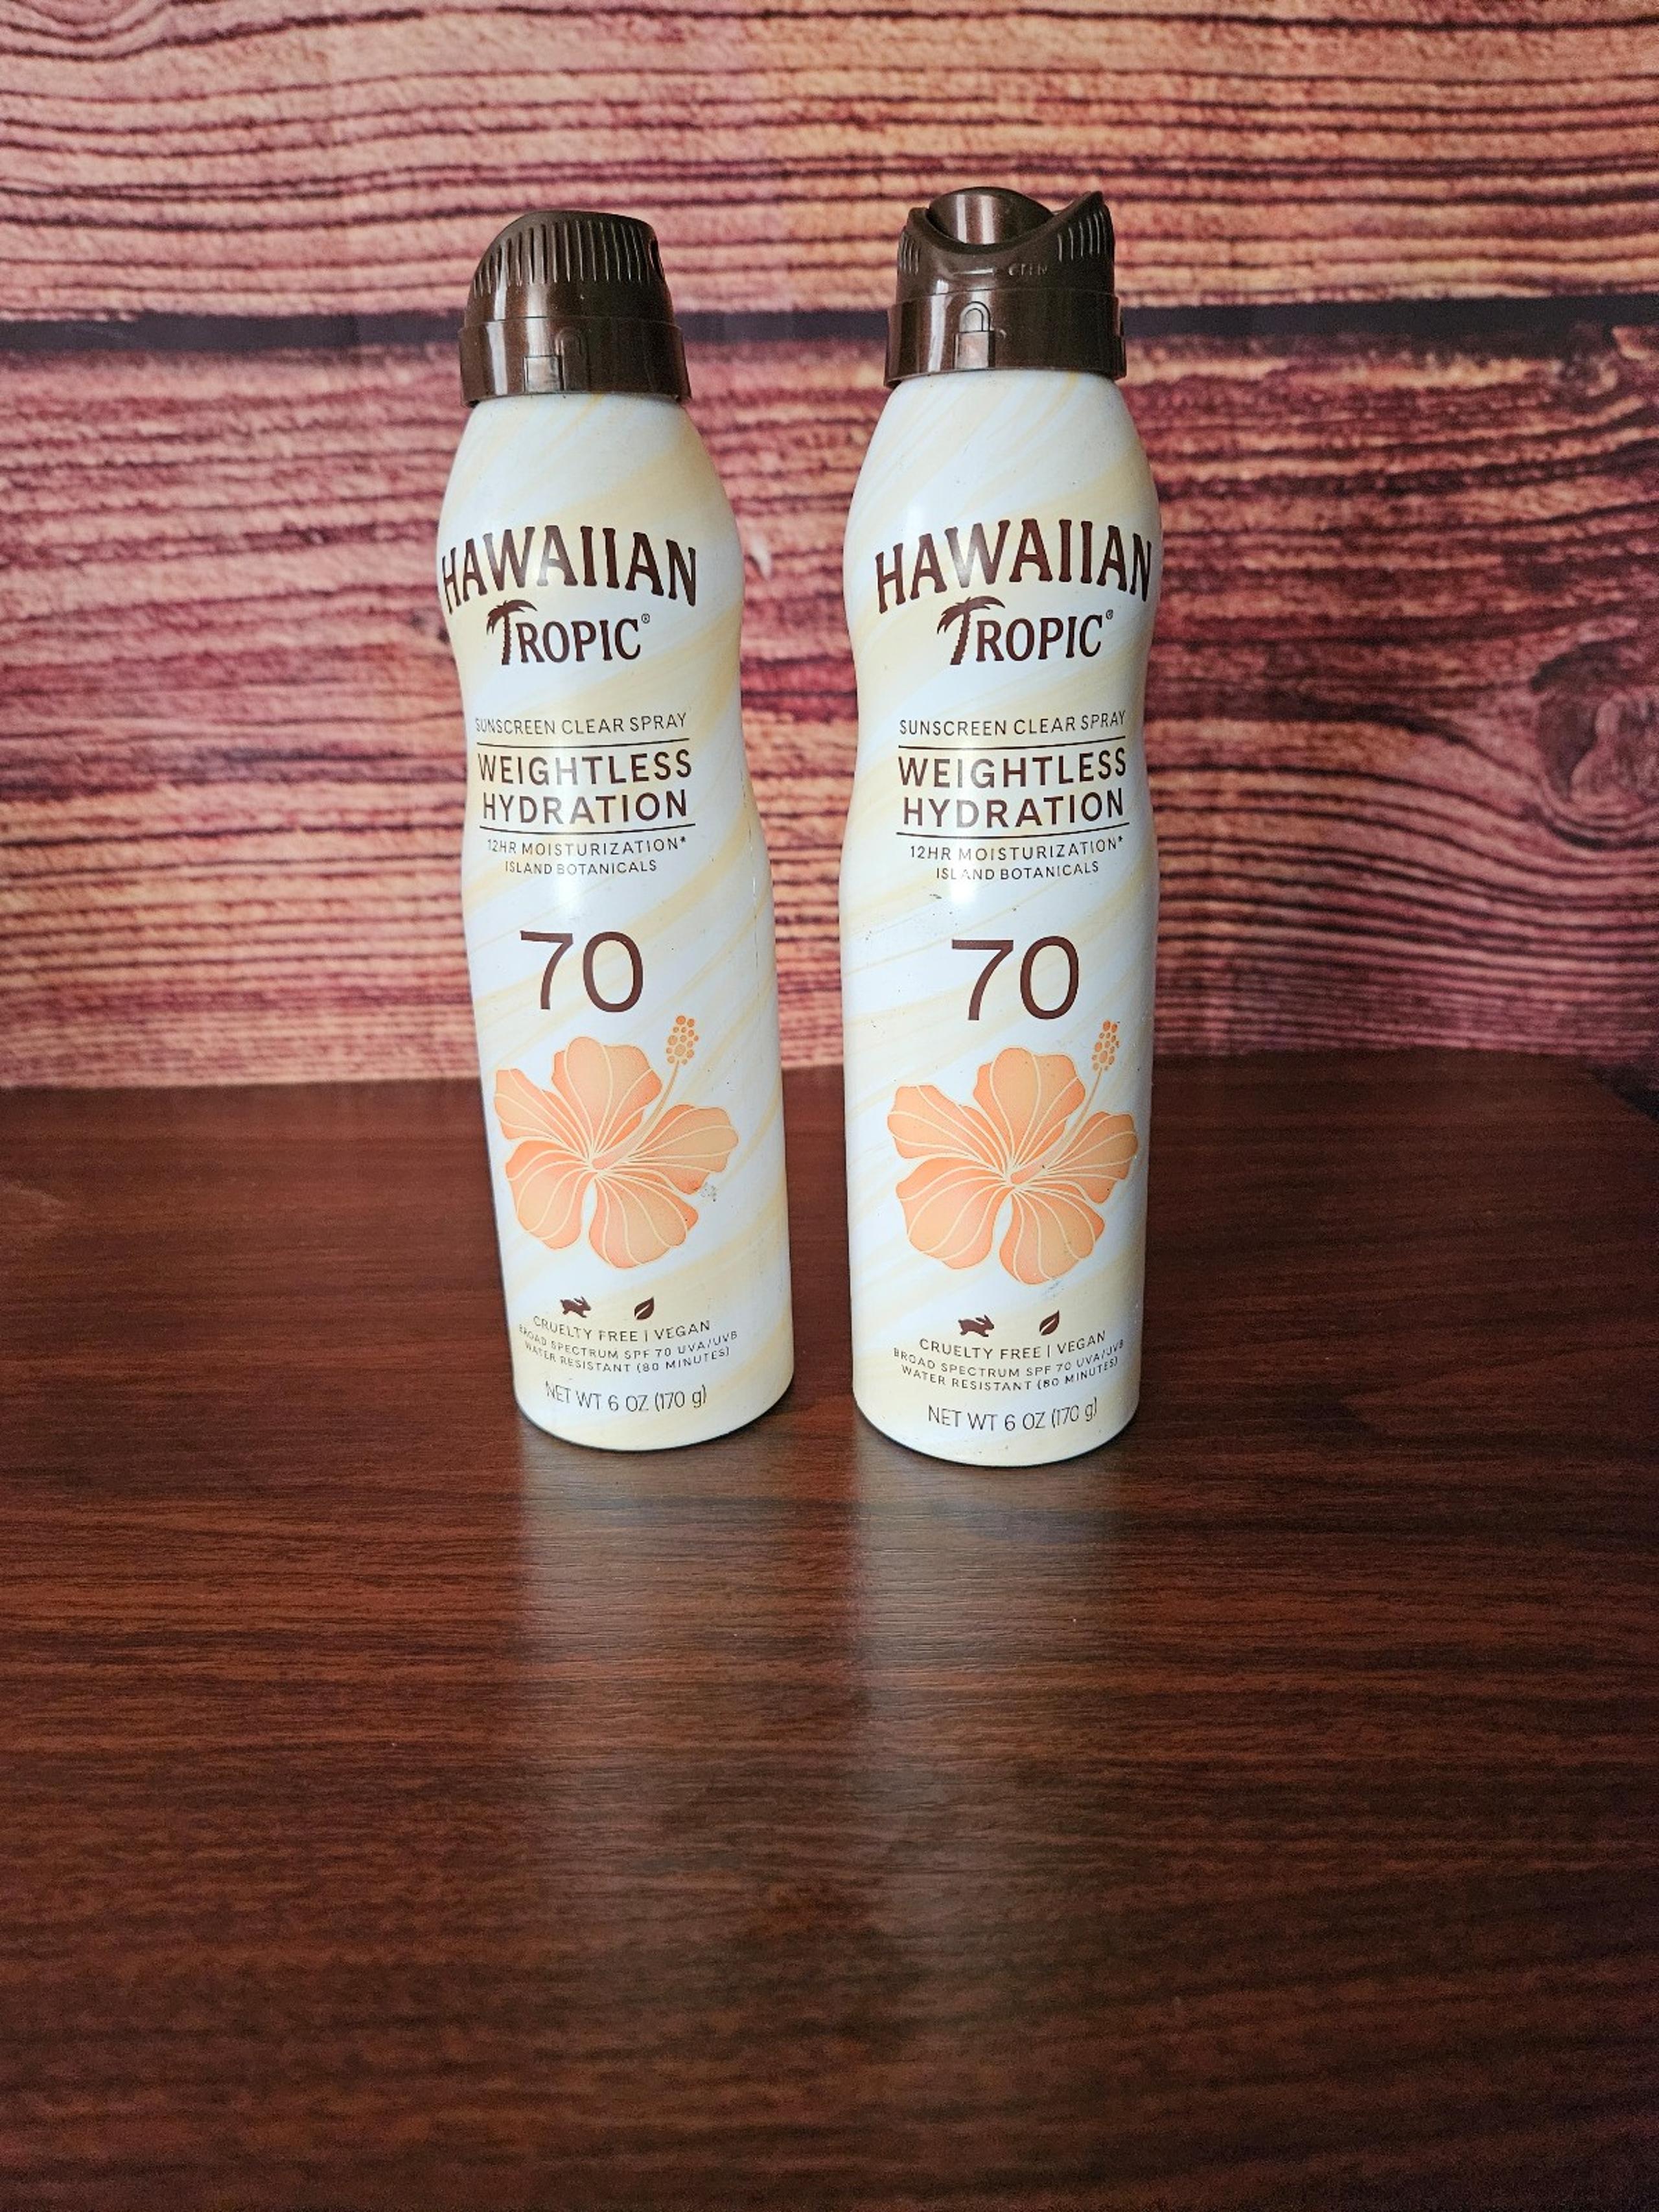 HAWAIIAN
TROPIC®
SUNSCREEN CLEAR SPRAY
WEIGHTLESS
HYDRATION
12HR MOISTURIZATION*
ISLAND BOTANICALS
70
CRUELTY FREE | VEGAN
BROAD SPECTRUM SPF 70 UVA/UVB
WATER RESISTANT (80 MINUTES)
NET WT 6 OZ (170 g)
HAWAIIAN
TROPIC®
SUNSCREEN CLEAR SPRAY
WEIGHTLESS
HYDRATION
12HR MOISTURIZATION*
ISLAND BOTANICALS
70
CRUELTY FREE | VEGAN
BROAD SPECTRUM SPF 70 UVA/UVB
WATER RESISTANT (80 MINUTES)
NET WT 6 OZ (170 g)